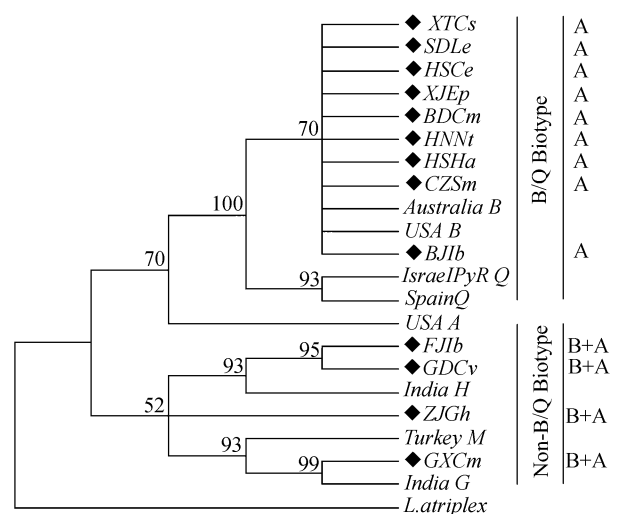 XTCs A
SDLe A
HSCe A
XJEp A
BDCm A
70 HNNt A
HSHa A
CZSm A
100 Australia B
USA B
BJIb A
70 93 IsraeIPyR Q
SpainQ
B/Q Biotype
USA A
95 FJIb B+A
93 GDCv B+A
India H
52 ZJGh B+A
93 Turkey M
99 GXCm B+A
India G
Non-B/Q Biotype
L.atriplex